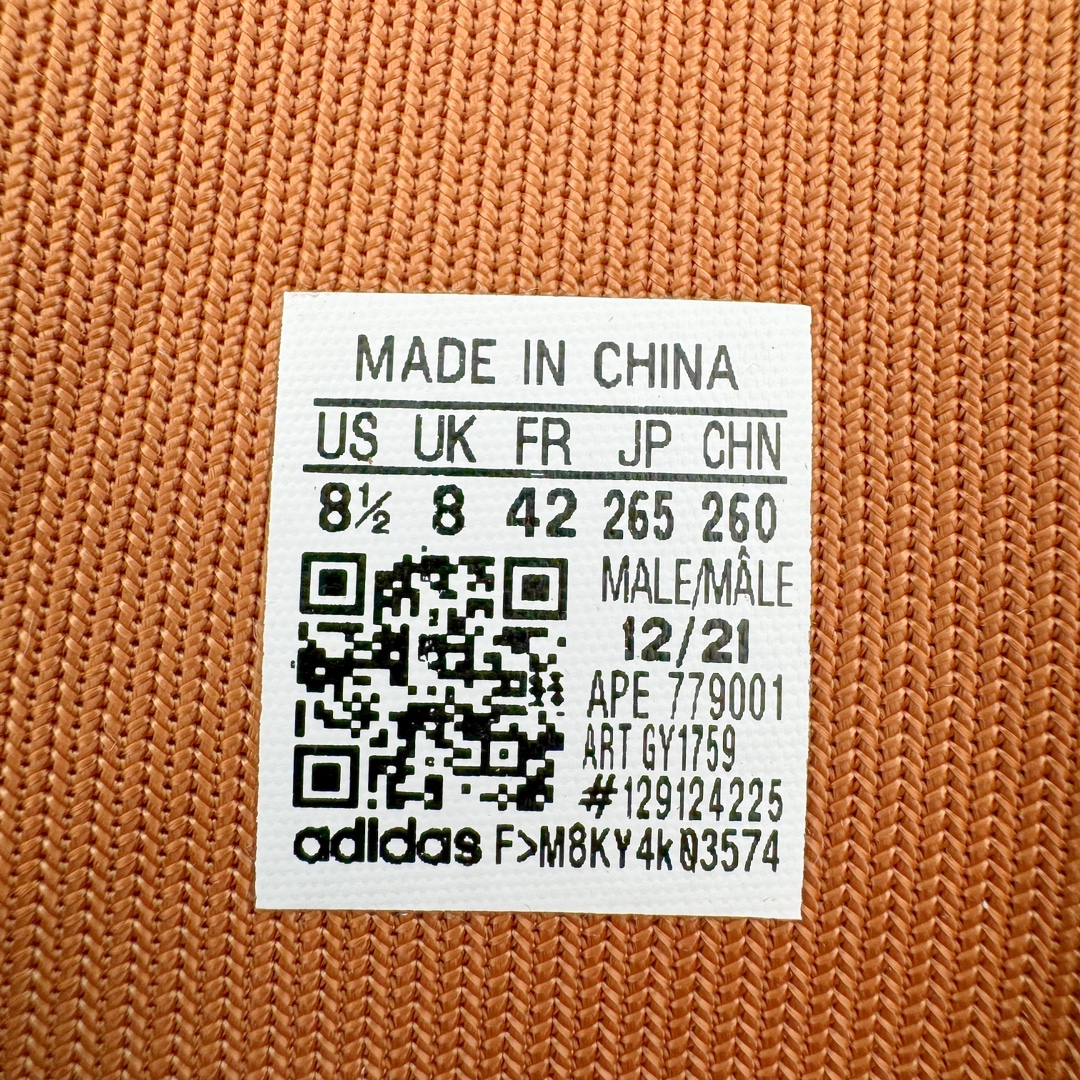 MADE IN CHINA
US UK FR JP CHN
8½ 8 42 265 260
MALE/MÂLE
12/21
APE 779001
ART GY1759
#129124225
adidas F>M8KY4k03574